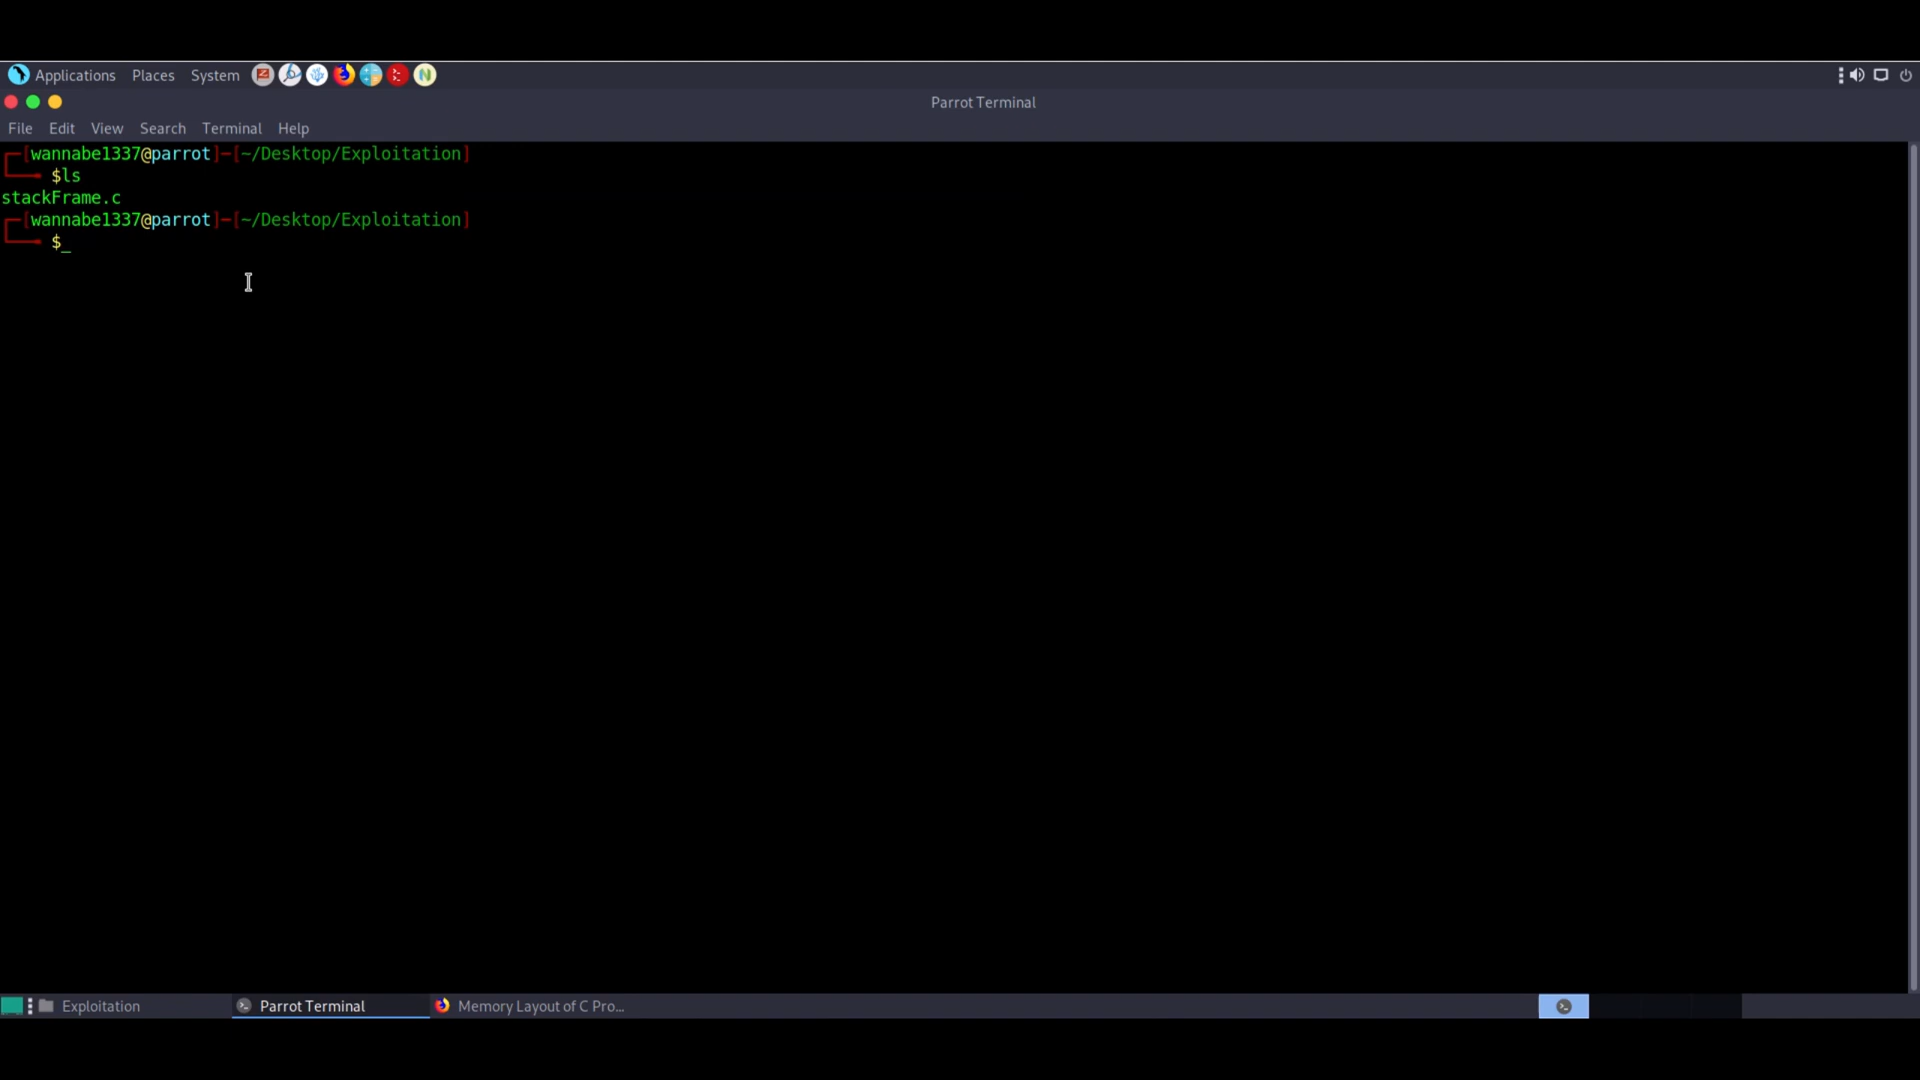 Applications Places System
Parrot Terminal
File Edit View Search Terminal Help
[wannabe1337@parrot]-[~/Desktop/Exploitation]
$ls
stackFrame.c
[wannabe1337@parrot]-[~/Desktop/Exploitation]
$_
Exploitation Parrot Terminal Memory Layout of C Pro...